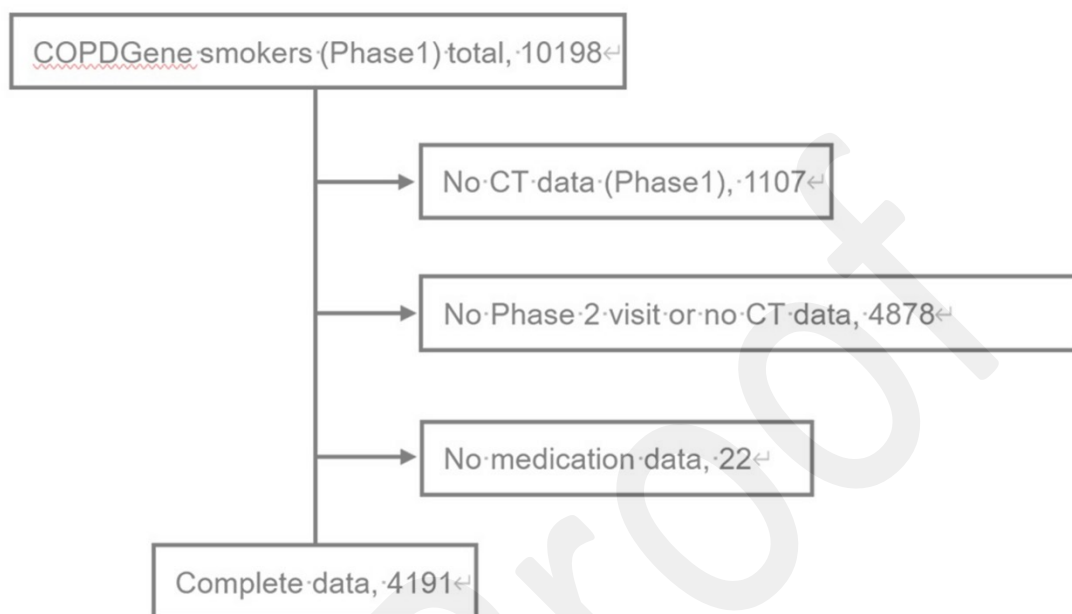 COPDGene smokers (Phase1) total, 10198
No CT data (Phase1), 1107
No Phase 2 visit or no CT data, 4878
No medication data, 22
Complete data, 4191
Proof